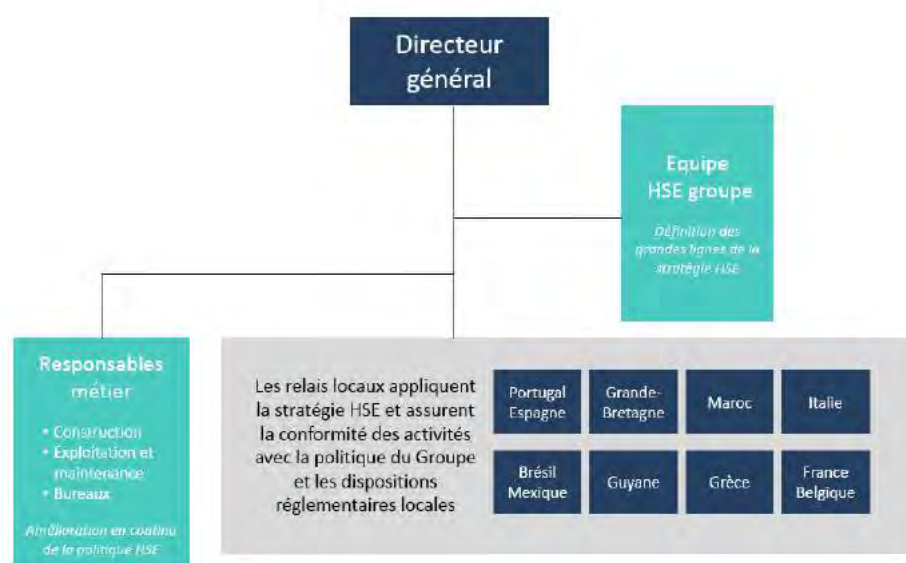 Directeur
général
Equipe
HSE groupe
Définition des
grandes lignes de la
stratégie HSE
Responsables
métier
• Construction
• Exploitation et
maintenance
• Bureaux
Amélioration en continu
de la politique HSE
Les relais locaux appliquent
la stratégie HSE et assurent
la conformité des activités
avec la politique du Groupe
et les dispositions
réglementaires locales
Portugal
Espagne
Grande-
Bretagne
Maroc
Italie
Brésil
Mexique
Guyane
Grèce
France
Belgique